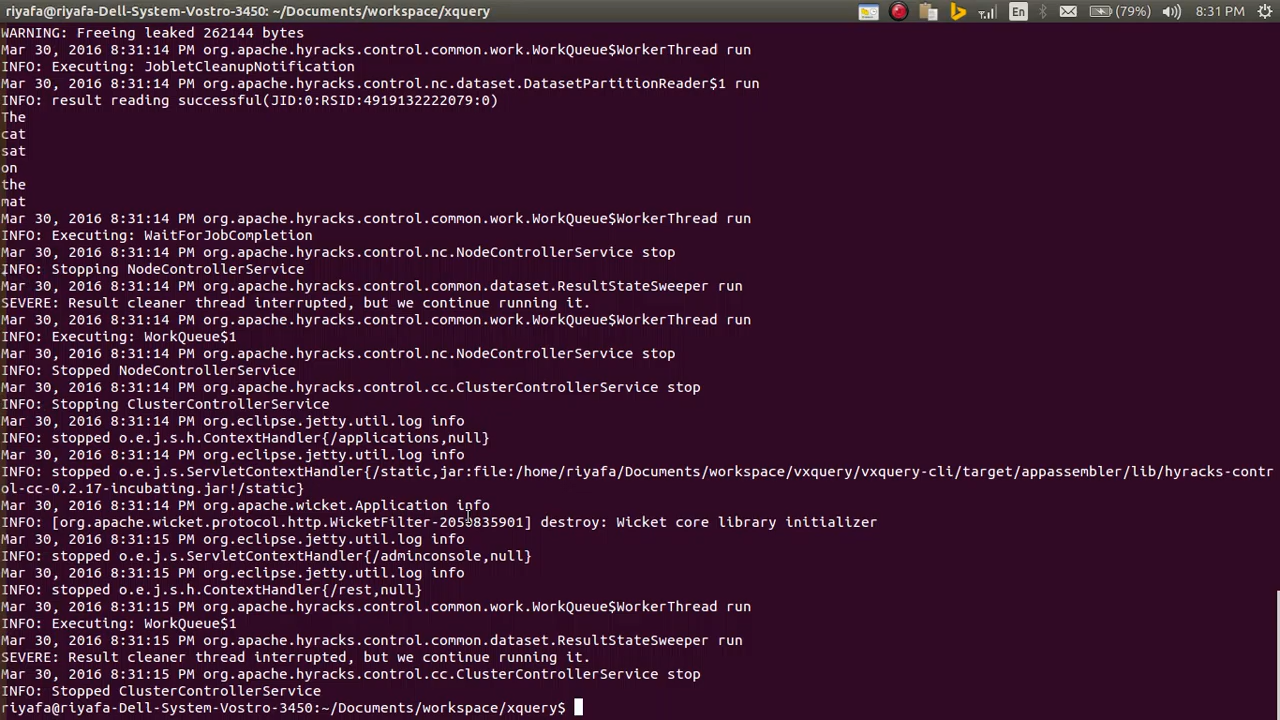 riyafa@riyafa-Dell-System-Vostro-3450: ~/Documents/workspace/xquery En (79%) 8:31 PM
WARNING: Freeing leaked 262144 bytes
Mar 30, 2016 8:31:14 PM org.apache.hyracks.control.common.work.WorkQueue$WorkerThread run
INFO: Executing: JobletCleanupNotification
Mar 30, 2016 8:31:14 PM org.apache.hyracks.control.nc.dataset.DatasetPartitionReader$1 run
INFO: result reading successful(JID:0:RSID:4919132222079:0)
The
cat
sat
on
the
mat
Mar 30, 2016 8:31:14 PM org.apache.hyracks.control.common.work.WorkQueue$WorkerThread run
INFO: Executing: WaitForJobCompletion
Mar 30, 2016 8:31:14 PM org.apache.hyracks.control.nc.NodeControllerService stop
INFO: Stopping NodeControllerService
Mar 30, 2016 8:31:14 PM org.apache.hyracks.control.common.dataset.ResultStateSweeper run
SEVERE: Result cleaner thread interrupted, but we continue running it.
Mar 30, 2016 8:31:14 PM org.apache.hyracks.control.common.work.WorkQueue$WorkerThread run
INFO: Executing: WorkQueue$1
Mar 30, 2016 8:31:14 PM org.apache.hyracks.control.nc.NodeControllerService stop
INFO: Stopped NodeControllerService
Mar 30, 2016 8:31:14 PM org.apache.hyracks.control.cc.ClusterControllerService stop
INFO: Stopping ClusterControllerService
Mar 30, 2016 8:31:14 PM org.eclipse.jetty.util.log info
INFO: stopped o.e.j.s.h.ContextHandler{/applications,null}
Mar 30, 2016 8:31:14 PM org.eclipse.jetty.util.log info
INFO: stopped o.e.j.s.ServletContextHandler{/static,jar:file:/home/riyafa/Documents/workspace/vxquery/vxquery-cli/target/appassembler/lib/hyracks-contr
ol-cc-0.2.17-incubating.jar!/static}
Mar 30, 2016 8:31:14 PM org.apache.wicket.Application info
INFO: [org.apache.wicket.protocol.http.WicketFilter-2059835901] destroy: Wicket core library initializer
Mar 30, 2016 8:31:15 PM org.eclipse.jetty.util.log info
INFO: stopped o.e.j.s.ServletContextHandler{/adminconsole,null}
Mar 30, 2016 8:31:15 PM org.eclipse.jetty.util.log info
INFO: stopped o.e.j.s.h.ContextHandler{/rest,null}
Mar 30, 2016 8:31:15 PM org.apache.hyracks.control.common.work.WorkQueue$WorkerThread run
INFO: Executing: WorkQueue$1
Mar 30, 2016 8:31:15 PM org.apache.hyracks.control.common.dataset.ResultStateSweeper run
SEVERE: Result cleaner thread interrupted, but we continue running it.
Mar 30, 2016 8:31:15 PM org.apache.hyracks.control.cc.ClusterControllerService stop
INFO: Stopped ClusterControllerService
riyafa@riyafa-Dell-System-Vostro-3450:~/Documents/workspace/xquery$